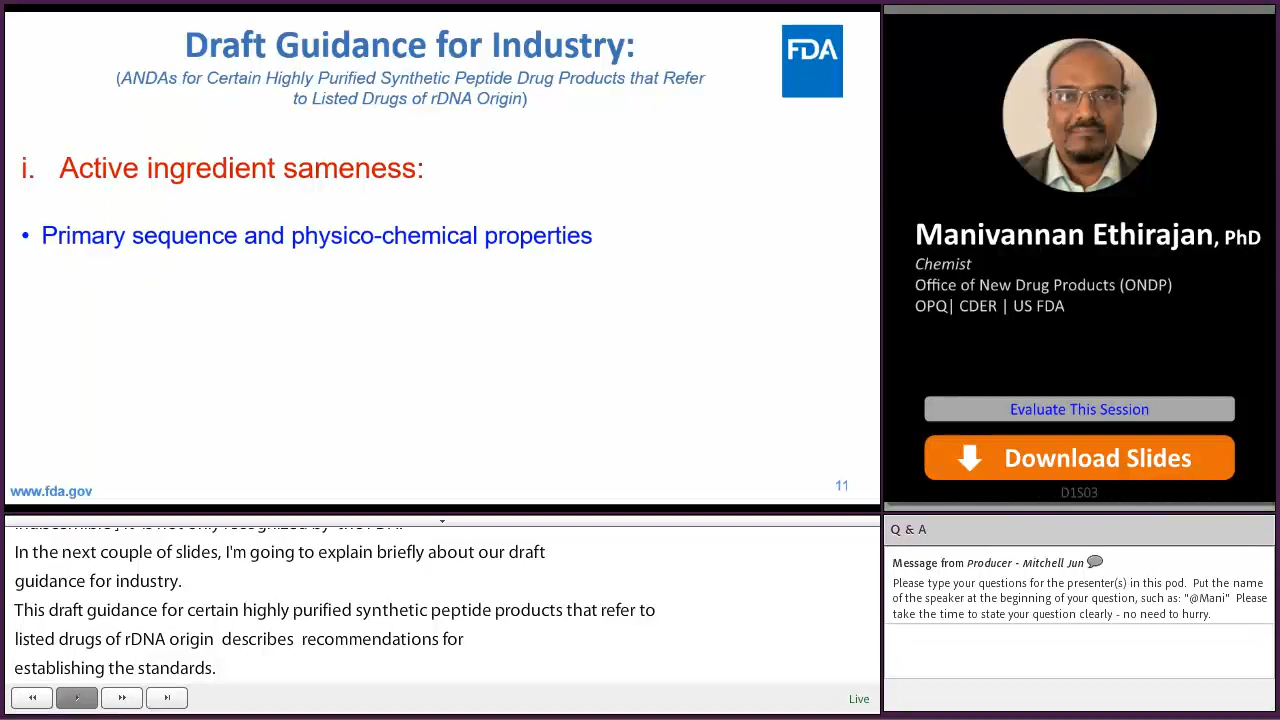 Draft Guidance for Industry:
(ANDAs for Certain Highly Purified Synthetic Peptide Drug Products that Refer
to Listed Drugs of rDNA Origin)
FDA
i. Active ingredient sameness:
• Primary sequence and physico-chemical properties
www.fda.gov
11
In the next couple of slides, I'm going to explain briefly about our draft
guidance for industry.
This draft guidance for certain highly purified synthetic peptide products that refer to
listed drugs of rDNA origin describes recommendations for
establishing the standards.
Live
Manivannan Ethirajan, PhD
Chemist
Office of New Drug Products (ONDP)
OPQ| CDER | US FDA
Evaluate This Session
Download Slides
D1S03
Q & A
Message from Producer - Mitchell Jun
Please type your questions for the presenter(s) in this pod. Put the name
of the speaker at the beginning of your question, such as: "@Mani" Please
take the time to state your question clearly - no need to hurry.